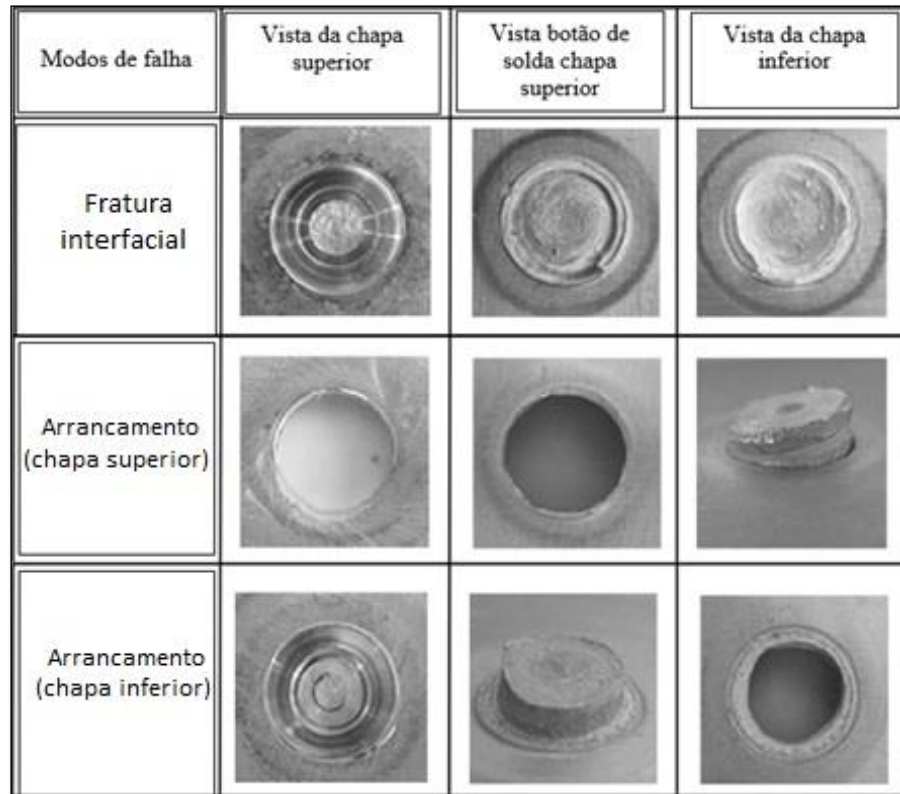 Modos de falha
Vista da chapa
superior
Vista botão de
solda chapa
superior
Vista da chapa
inferior
Fratura
interfacial
Arrancamento
(chapa superior)
Arrancamento
(chapa inferior)